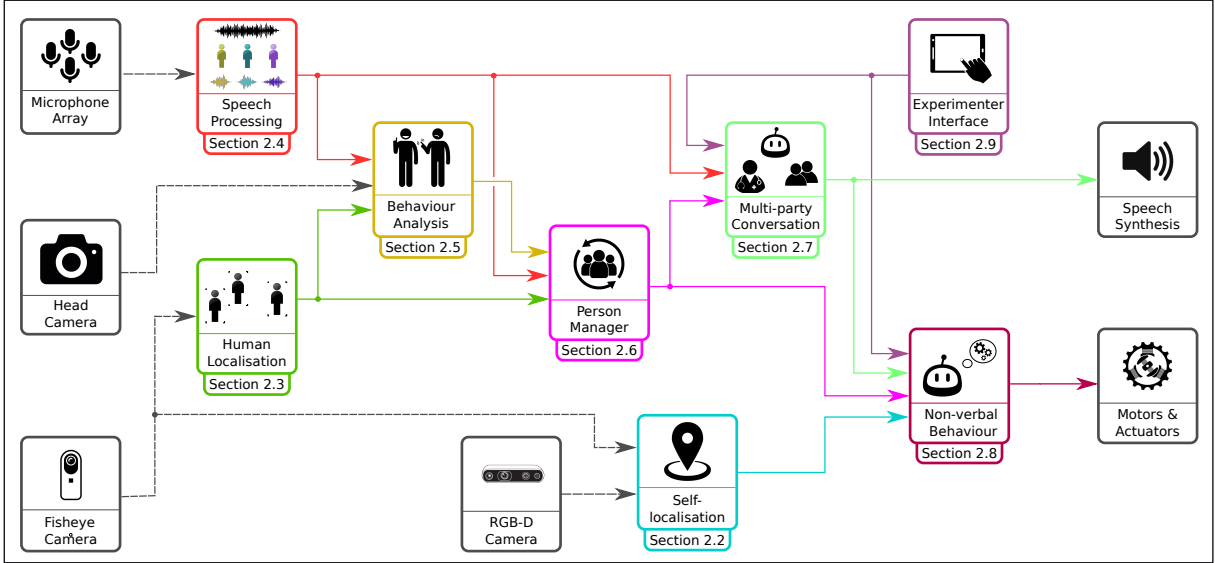 Microphone
Array
Speech
Processing
Section 2.4
Experimenter
Interface
Section 2.9
Behaviour
Analysis
Section 2.5
Multi-party
Conversation
Section 2.7
Speech
Synthesis
Head
Camera
Human
Localisation
Section 2.3
Person
Manager
Section 2.6
Non-verbal
Behaviour
Section 2.8
Motors &
Actuators
Fisheye
Camera
RGB-D
Camera
Self-
localisation
Section 2.2